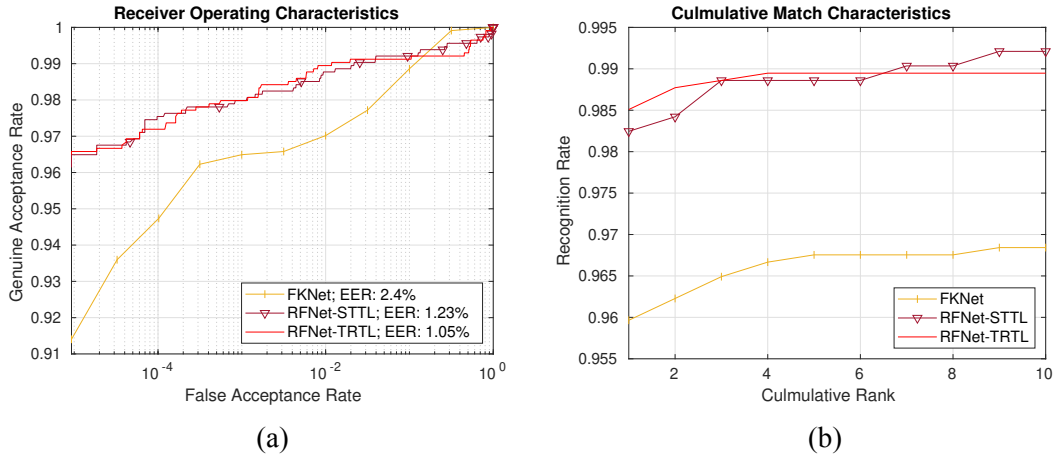 Receiver Operating Characteristics
1
0.99
0.98
0.97
0.96
0.95
0.94
0.93
0.92
0.91
Genuine Acceptance Rate
FKNet; EER: 2.4%
RFNet-STTL; EER: 1.23%
RFNet-TRTL; EER: 1.05%
10-4
10-2
100
False Acceptance Rate
(a)
Culmulative Match Characteristics
0.995
0.99
0.985
0.98
0.975
0.97
0.965
0.96
0.955
Recognition Rate
FKNet
RFNet-STTL
RFNet-TRTL
2
4
6
8
10
Culmulative Rank
(b)